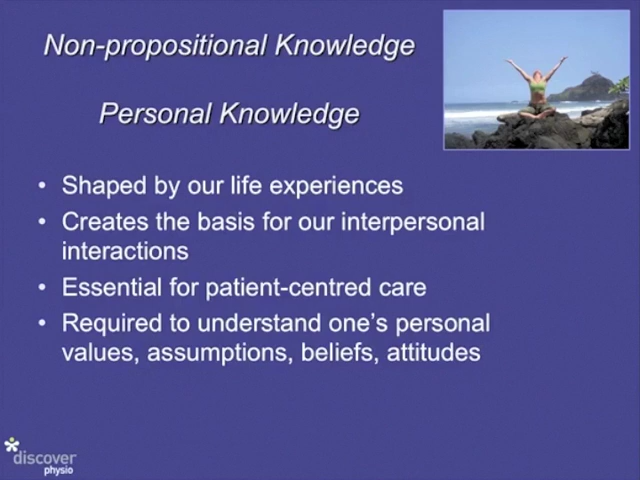 Non-propositional Knowledge
Personal Knowledge
• Shaped by our life experiences
• Creates the basis for our interpersonal
interactions
• Essential for patient-centred care
• Required to understand one's personal
values, assumptions, beliefs, attitudes
discover
physio